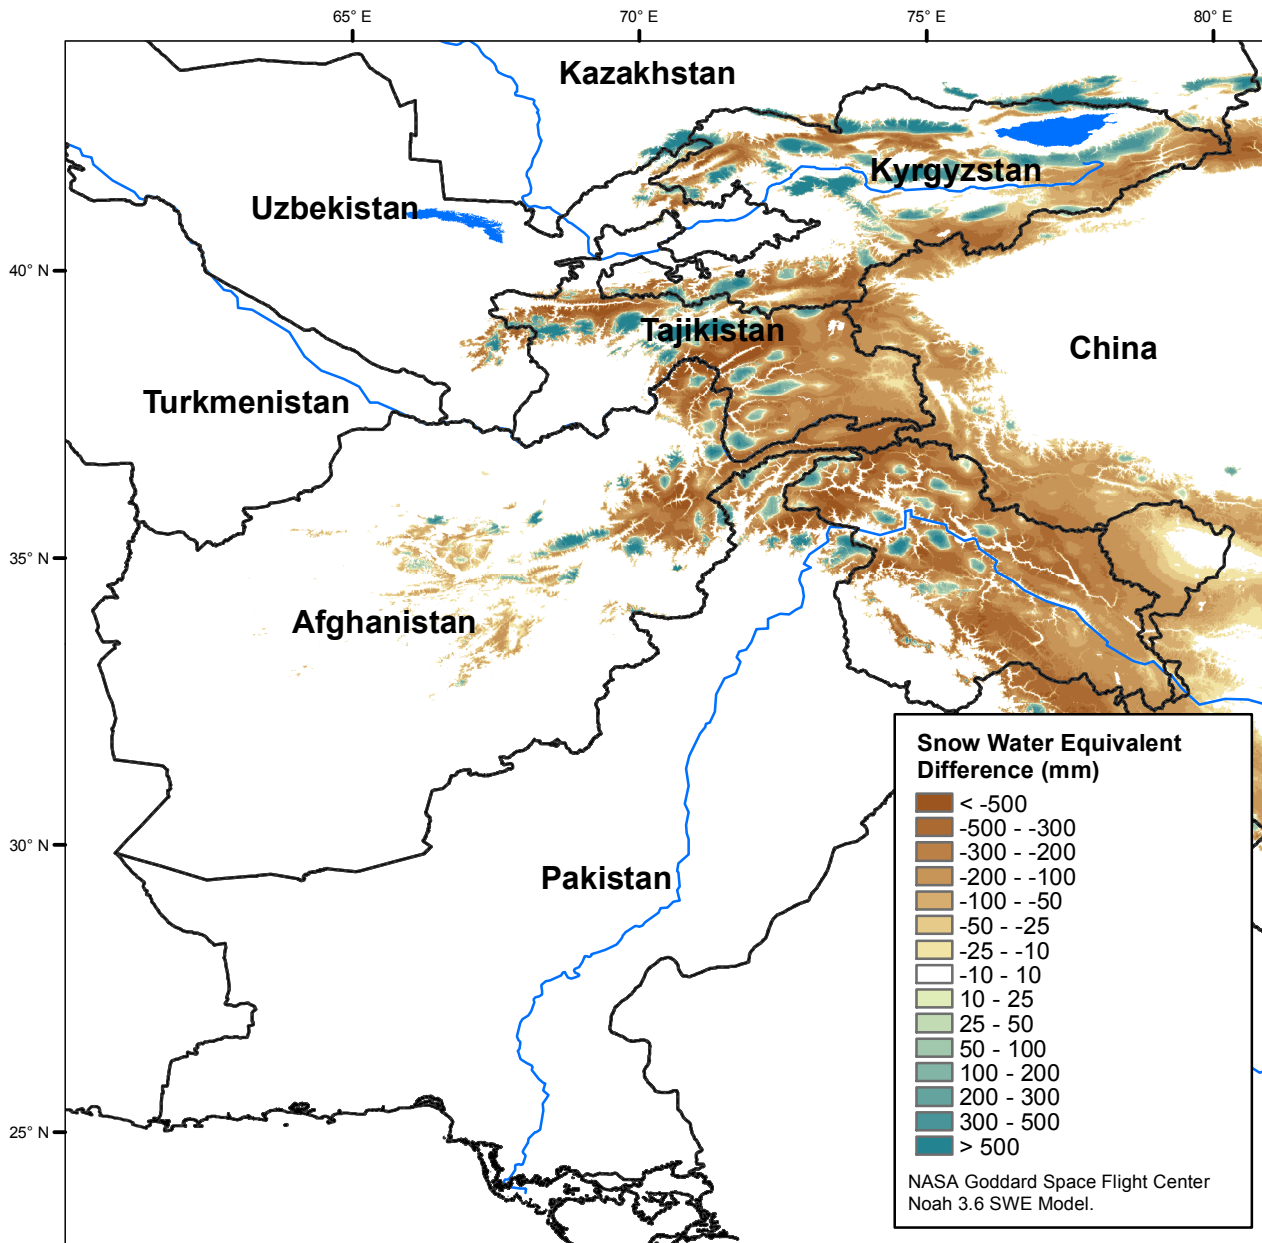 65° E
70° E
75° E
80° E
Kazakhstan
Kyrgyzstan
Uzbekistan
40° N
Tajikistan
China
Turkmenistan
35° N
Afghanistan
30° N
Pakistan
25° N
Snow Water Equivalent
Difference (mm)
< -500
-500 - -300
-300 - -200
-200 - -100
-100 - -50
-50 - -25
-25 - -10
-10 - 10
10 - 25
25 - 50
50 - 100
100 - 200
200 - 300
300 - 500
> 500
NASA Goddard Space Flight Center
Noah 3.6 SWE Model.